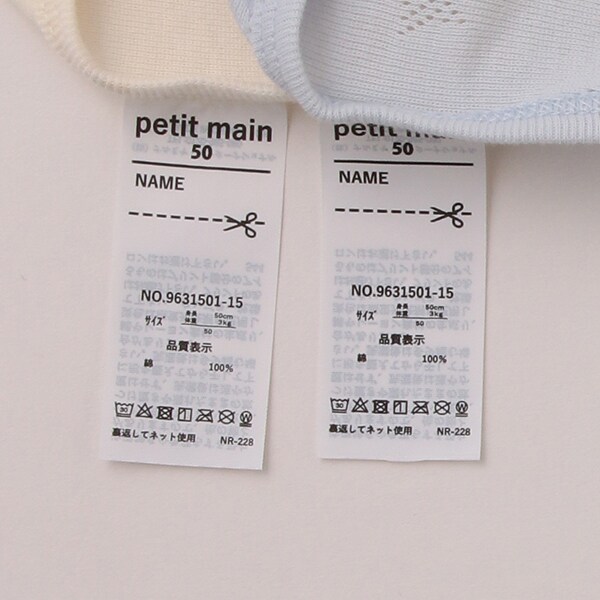 petit main
50
NAME
NO.9631501-15
サイズ 身長 50cm
体重 3kg
50
品質表示
綿 100%
裏返してネット使用 NR-228
petit main
50
NAME
NO.9631501-15
サイズ 身長 50cm
体重 3kg
50
品質表示
綿 100%
裏返してネット使用 NR-228